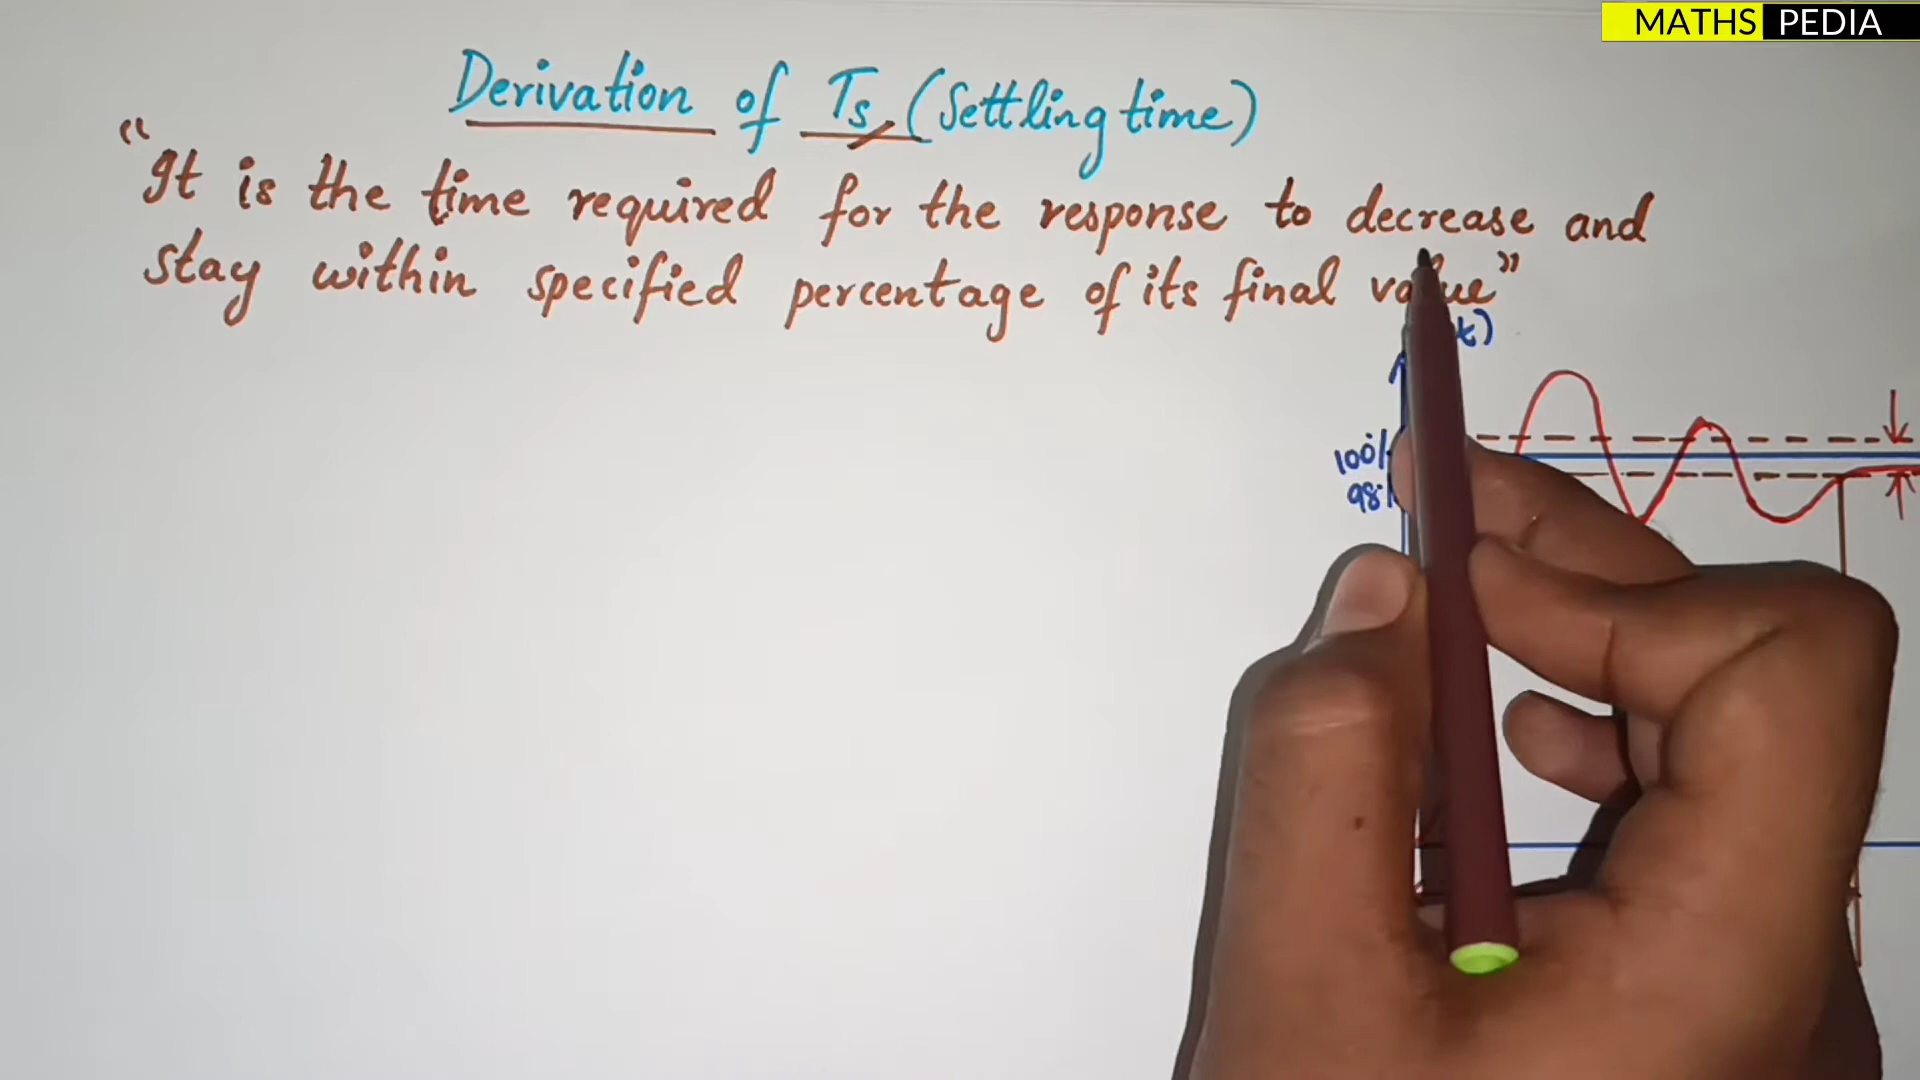 MATHS PEDIA
Derivation of Ts (Settling time)
"It is the time required for the response to decrease and
stay within specified percentage of its final value"
t)
100%
98%